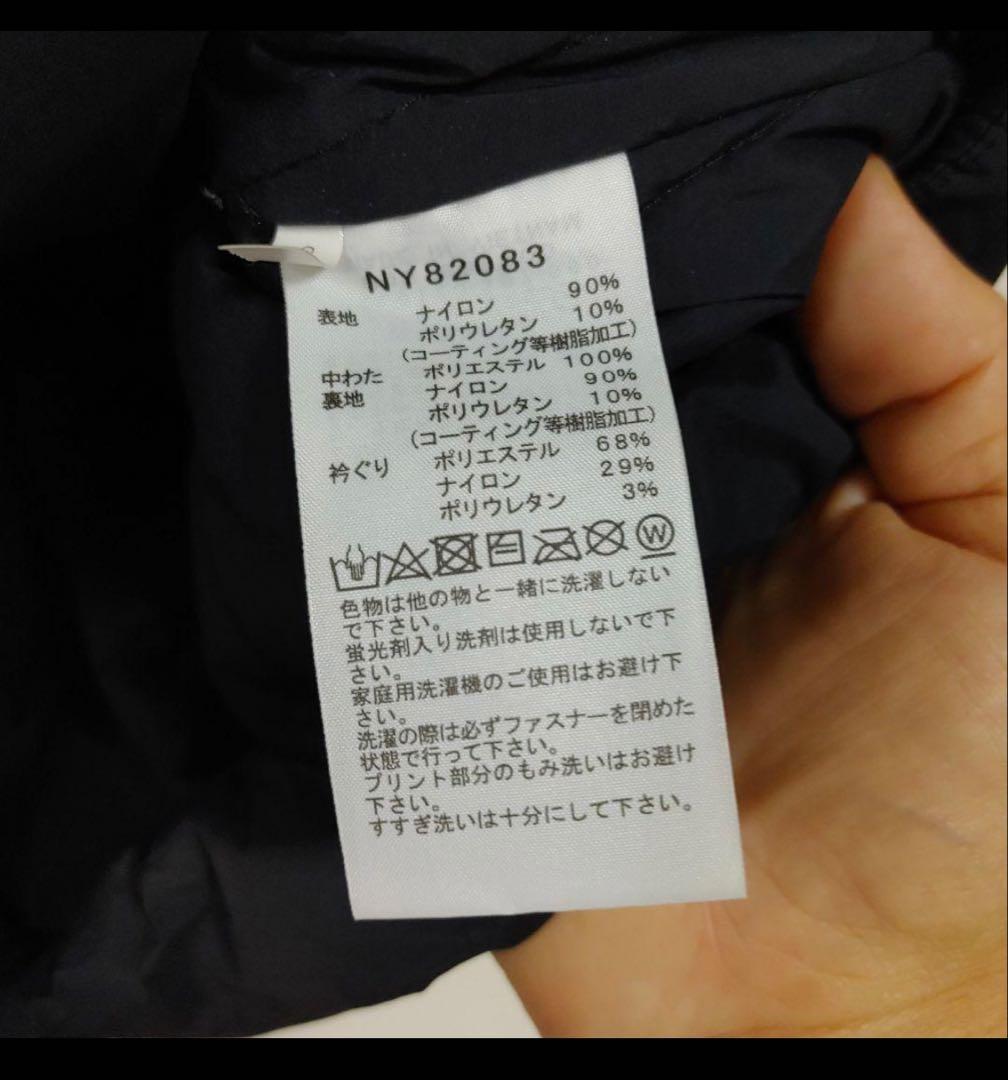 NY82083
表地 ナイロン 90%
ポリウレタン 10%
(コーティング等樹脂加工)
中わた ポリエステル 100%
裏地 ナイロン 90%
ポリウレタン 10%
(コーティング等樹脂加工)
衿ぐり ポリエステル 68%
ナイロン 29%
ポリウレタン 3%
W
色物は他の物と一緒に洗濯しない
で下さい。
蛍光剤入り洗剤は使用しないで下
さい。
家庭用洗濯機のご使用はお避け下
さい。
洗濯の際は必ずファスナーを閉めた
状態で行って下さい。
プリント部分のもみ洗いはお避け
下さい。
すすぎ洗いは十分にして下さい。